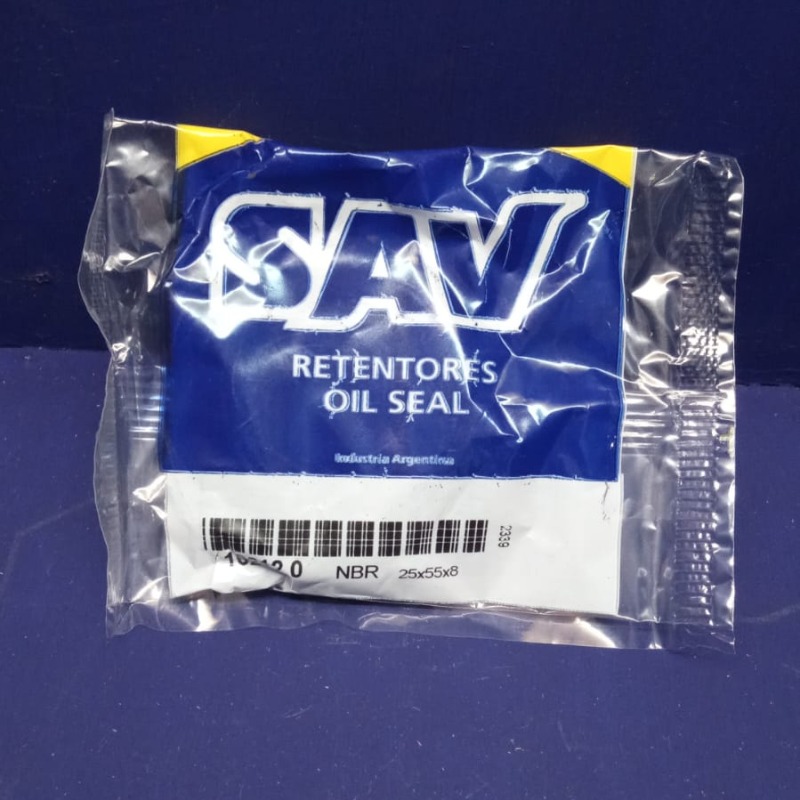 SAV
RETENTORES
OIL SEAL
Industria Argentina
2339
NBR 25x55x8